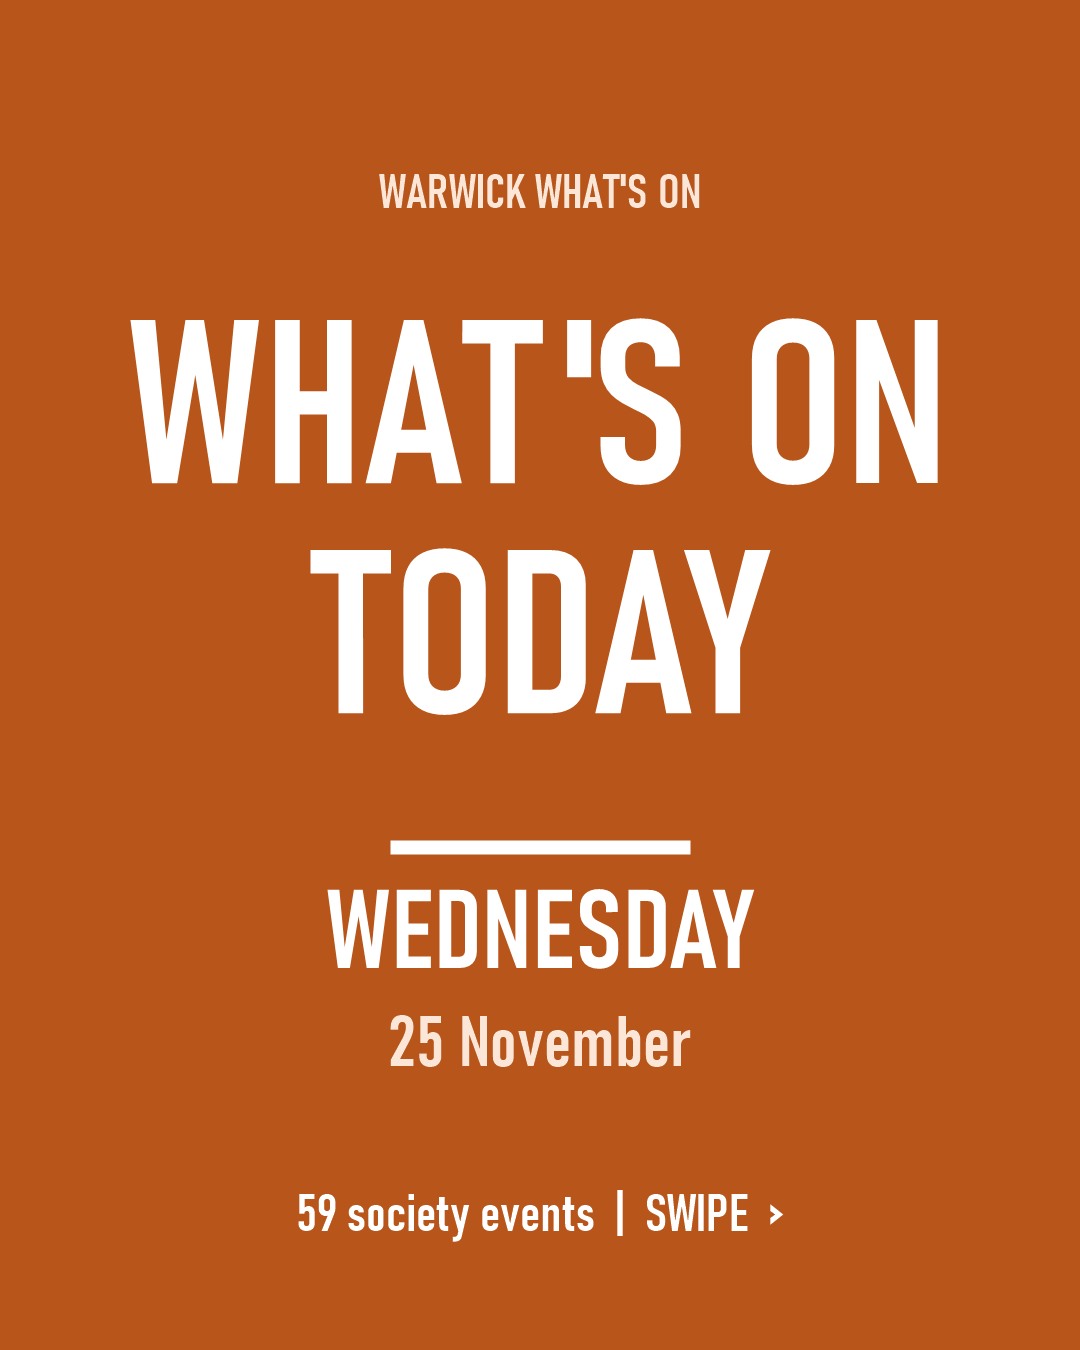 WARWICK WHAT'S ON
WHAT'S ON
TODAY
WEDNESDAY
25 November
59 society events | SWIPE >